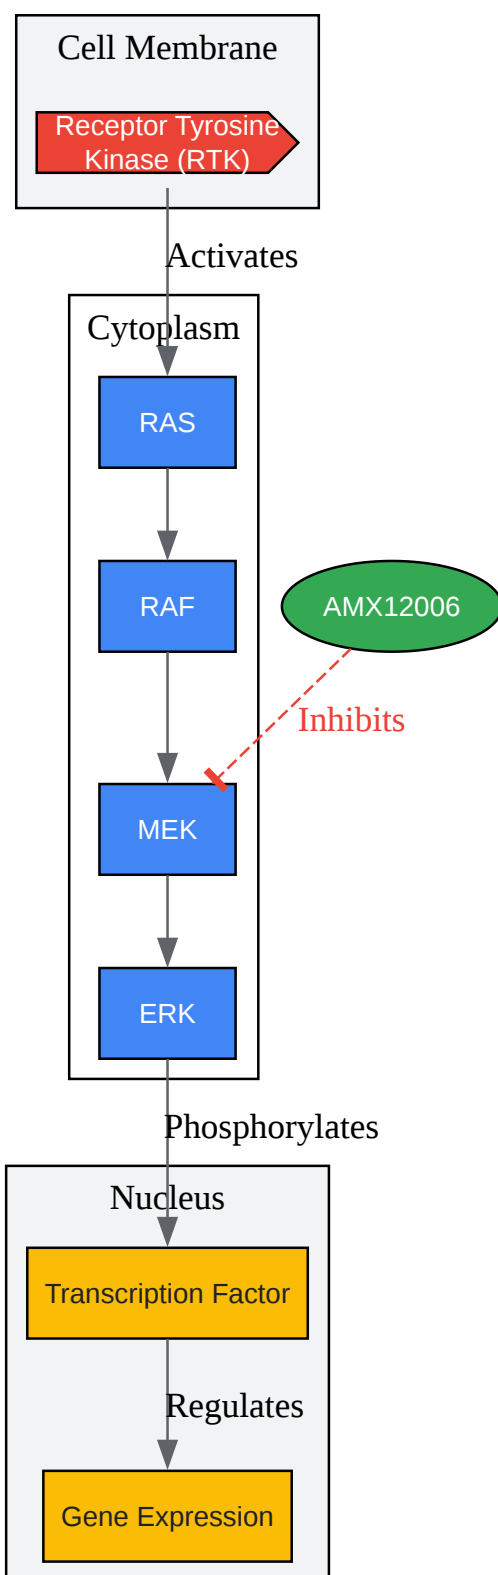 Cell Membrane
Receptor Tyrosine
Kinase (RTK)
Activates
Cytoplasm
RAS
RAF
AMX12006
Inhibits
MEK
ERK
Phosphorylates
Nucleus
Transcription Factor
Regulates
Gene Expression